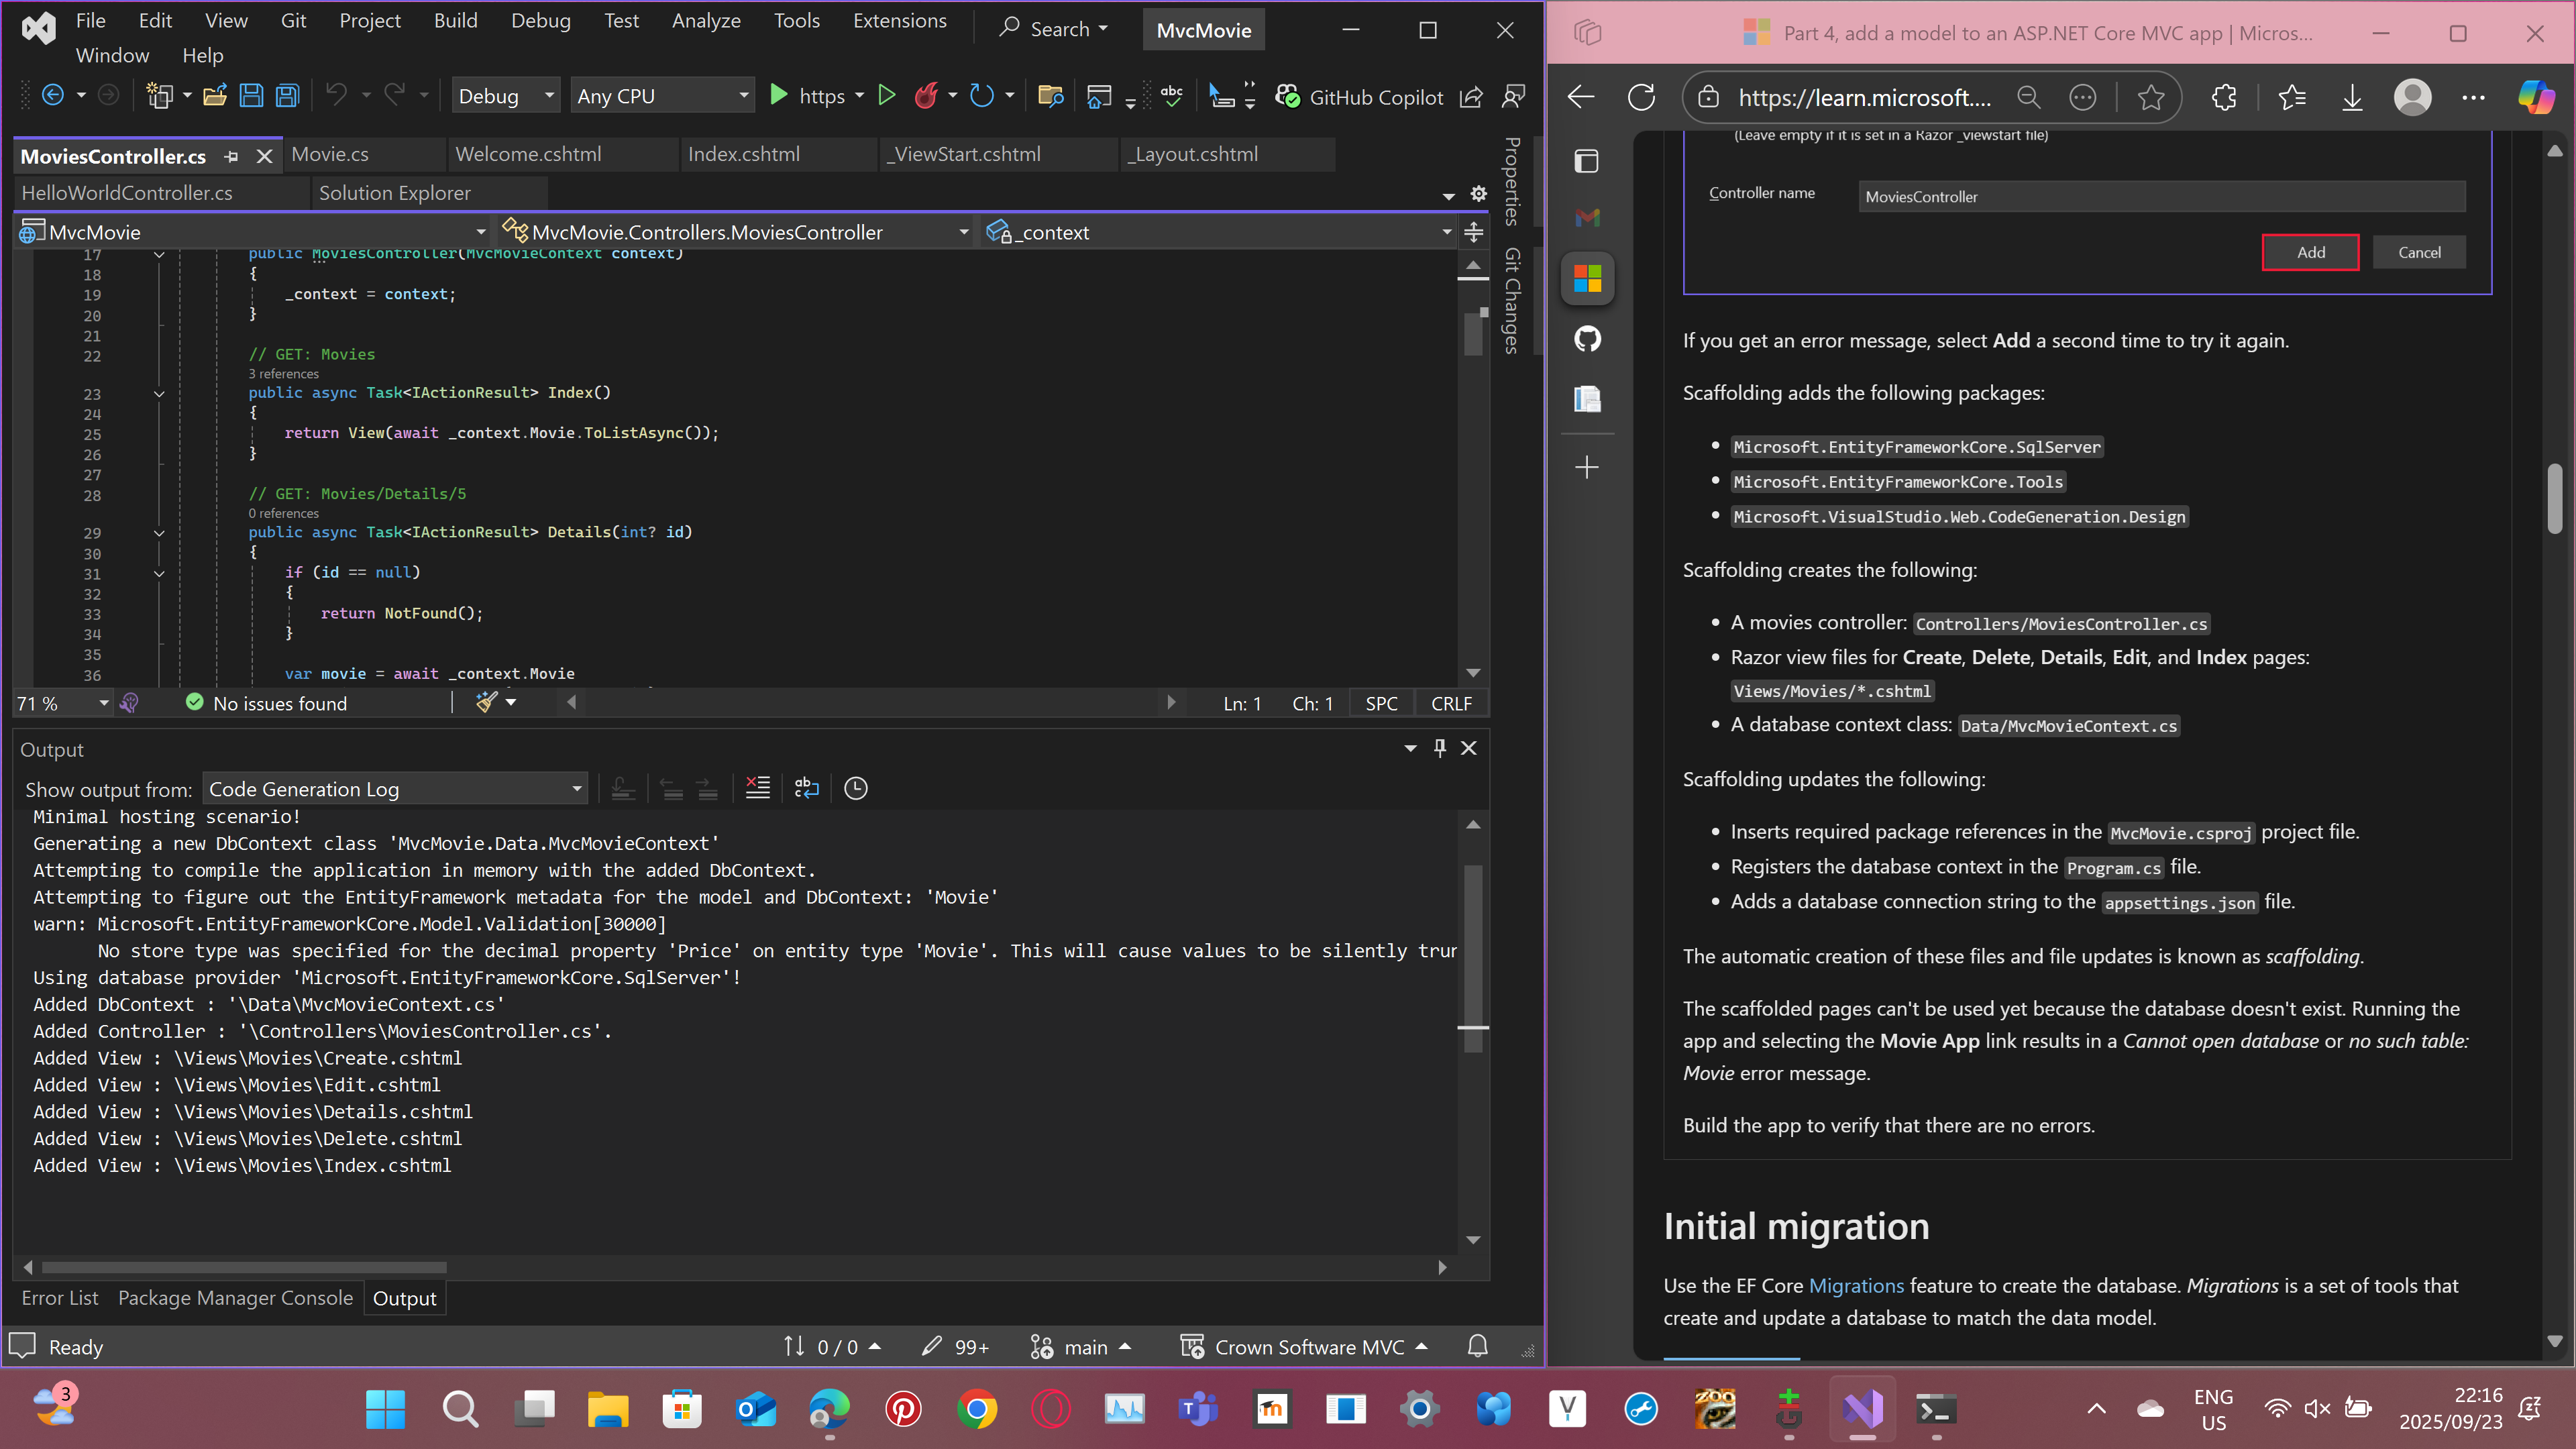 File Edit View Git Project Build Debug Test Analyze Tools Extensions Search MvcMovie
Window Help
Debug Any CPU https GitHub Copilot
MoviesController.cs Movie.cs Welcome.cshtml Index.cshtml _ViewStart.cshtml _Layout.cshtml
HelloWorldController.cs Solution Explorer
MvcMovie MvcMovie.Controllers.MoviesController _context
Properties
Git Changes
17 public MoviesController(MvcMovieContext context)
18 {
19 _context = context;
20 }
21
22 // GET: Movies
3 references
23 public async Task<IActionResult> Index()
24 {
25 return View(await _context.Movie.ToListAsync());
26 }
27
28 // GET: Movies/Details/5
0 references
29 public async Task<IActionResult> Details(int? id)
30 {
31 if (id == null)
32 {
33 return NotFound();
34 }
35
36 var movie = await _context.Movie
71 % No issues found Ln: 1 Ch: 1 SPC CRLF
Output
Show output from: Code Generation Log
Minimal hosting scenario!
Generating a new DbContext class 'MvcMovie.Data.MvcMovieContext'
Attempting to compile the application in memory with the added DbContext.
Attempting to figure out the EntityFramework metadata for the model and DbContext: 'Movie'
warn: Microsoft.EntityFrameworkCore.Model.Validation[30000]
No store type was specified for the decimal property 'Price' on entity type 'Movie'. This will cause values to be silently trun
Using database provider 'Microsoft.EntityFrameworkCore.SqlServer'!
Added DbContext : '\Data\MvcMovieContext.cs'
Added Controller : '\Controllers\MoviesController.cs'.
Added View : \Views\Movies\Create.cshtml
Added View : \Views\Movies\Edit.cshtml
Added View : \Views\Movies\Details.cshtml
Added View : \Views\Movies\Delete.cshtml
Added View : \Views\Movies\Index.cshtml
Error List Package Manager Console Output
Ready 0 / 0 99+ main Crown Software MVC
Part 4, add a model to an ASP.NET Core MVC app | Micros...
https://learn.microsoft....
(Leave empty if it is set in a Razor _viewstart file)
Controller name MoviesController
Add Cancel
If you get an error message, select Add a second time to try it again.
Scaffolding adds the following packages:
• Microsoft.EntityFrameworkCore.SqlServer
• Microsoft.EntityFrameworkCore.Tools
• Microsoft.VisualStudio.Web.CodeGeneration.Design
Scaffolding creates the following:
• A movies controller: Controllers/MoviesController.cs
• Razor view files for Create, Delete, Details, Edit, and Index pages:
Views/Movies/*.cshtml
• A database context class: Data/MvcMovieContext.cs
Scaffolding updates the following:
• Inserts required package references in the MvcMovie.csproj project file.
• Registers the database context in the Program.cs file.
• Adds a database connection string to the appsettings.json file.
The automatic creation of these files and file updates is known as scaffolding.
The scaffolded pages can't be used yet because the database doesn't exist. Running the
app and selecting the Movie App link results in a Cannot open database or no such table:
Movie error message.
Build the app to verify that there are no errors.
Initial migration
Use the EF Core Migrations feature to create the database. Migrations is a set of tools that
create and update a database to match the data model.
3
ZOO
ENG
US
22:16
2025/09/23